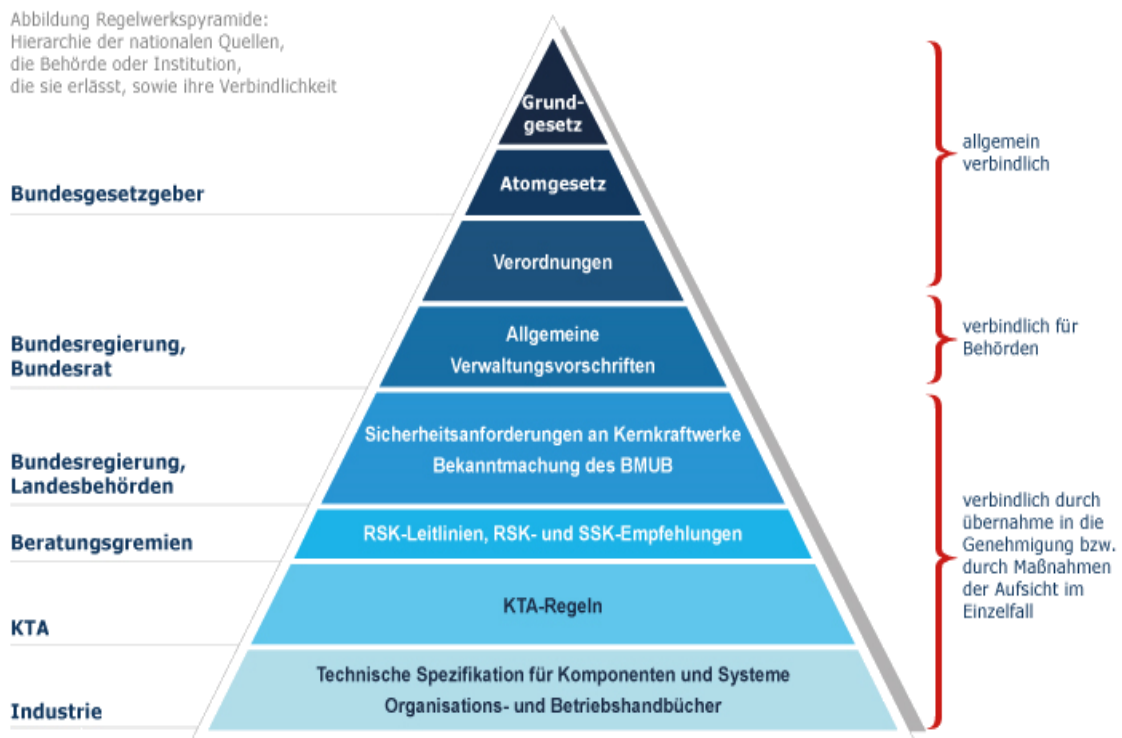 Abbildung Regelwerkspyramide:
Hierarchie der nationalen Quellen,
die Behörde oder Institution,
die sie erlässt, sowie ihre Verbindlichkeit
Grund-
gesetz
allgemein
verbindlich
Bundesgesetzgeber
Atomgesetz
Verordnungen
Bundesregierung,
Bundesrat
Allgemeine
Verwaltungsvorschriften
verbindlich für
Behörden
Bundesregierung,
Landesbehörden
Sicherheitsanforderungen an Kernkraftwerke
Bekanntmachung des BMUB
Beratungsgremien
RSK-Leitlinien, RSK- und SSK-Empfehlungen
verbindlich durch
übernahme in die
Genehmigung bzw.
durch Maßnahmen
der Aufsicht im
Einzelfall
KTA
KTA-Regeln
Industrie
Technische Spezifikation für Komponenten und Systeme
Organisations- und Betriebshandbücher